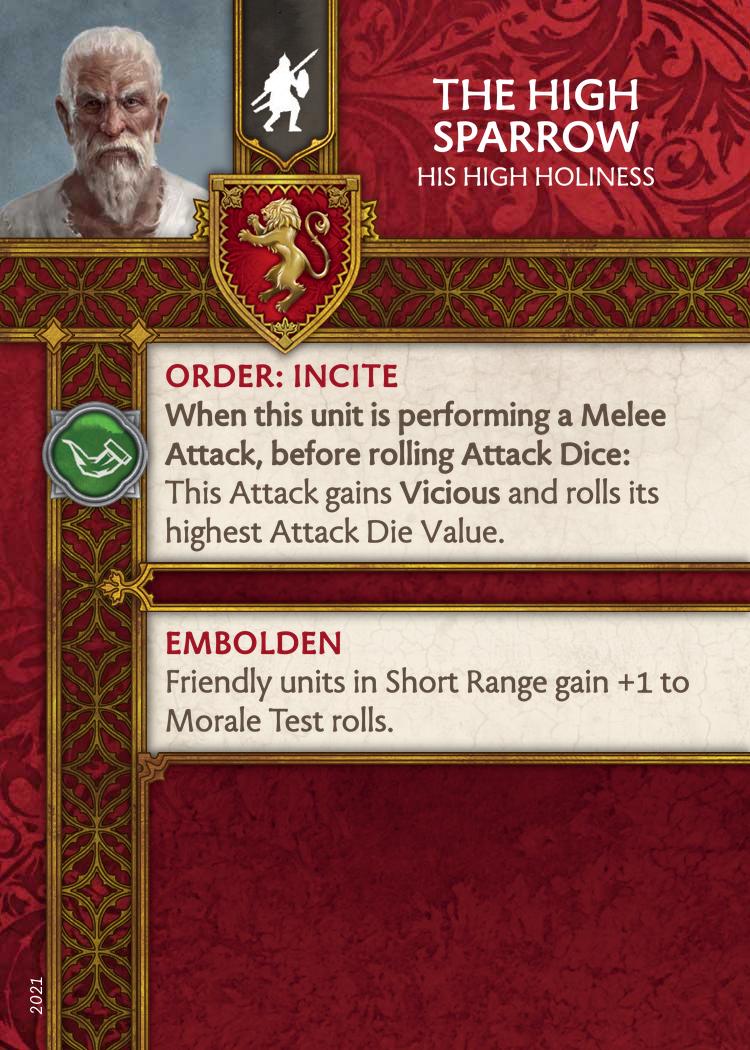 THE HIGH
SPARROW
HIS HIGH HOLINESS
ORDER: INCITE
When this unit is performing a Melee
Attack, before rolling Attack Dice:
This Attack gains Vicious and rolls its
highest Attack Die Value.
EMBOLDEN
Friendly units in Short Range gain +1 to
Morale Test rolls.
2021